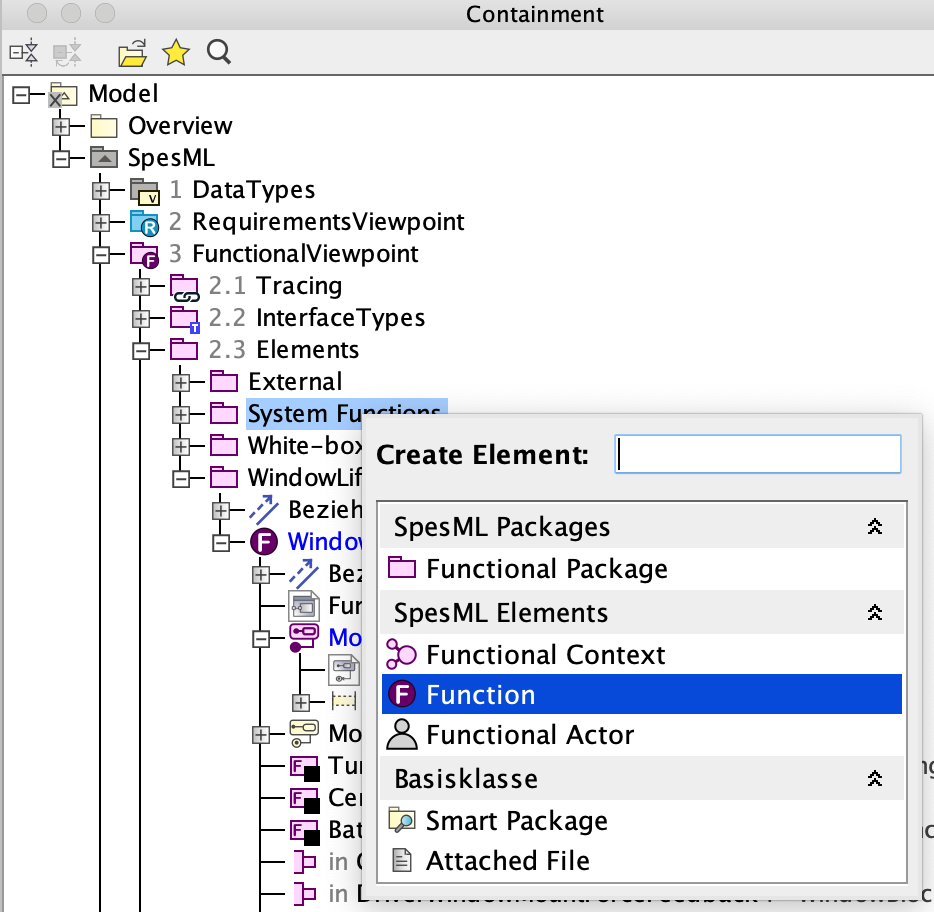 Containment
Model
Overview
SpesML
1 DataTypes
2 RequirementsViewpoint
3 FunctionalViewpoint
2.1 Tracing
2.2 InterfaceTypes
2.3 Elements
External
System Functions
White-box
WindowLif
Bezieh
Window
Bez
Fun
Mo
Mo
Tur
Cer
Bat
in
in
Create Element:
SpesML Packages
Functional Package
SpesML Elements
Functional Context
Function
Functional Actor
Basisklasse
Smart Package
Attached File